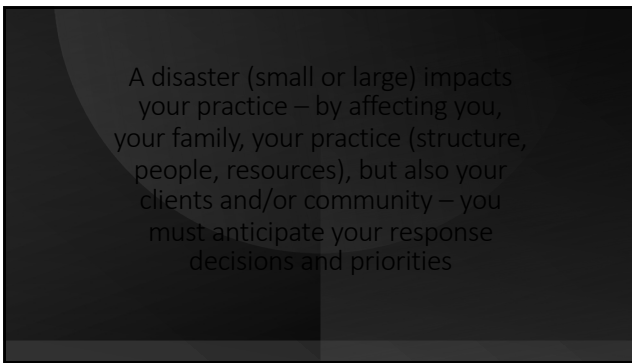 A disaster (small or large) impacts
your practice – by affecting you,
your family, your practice (structure,
people, resources), but also your
clients and/or community – you
must anticipate your response
decisions and priorities